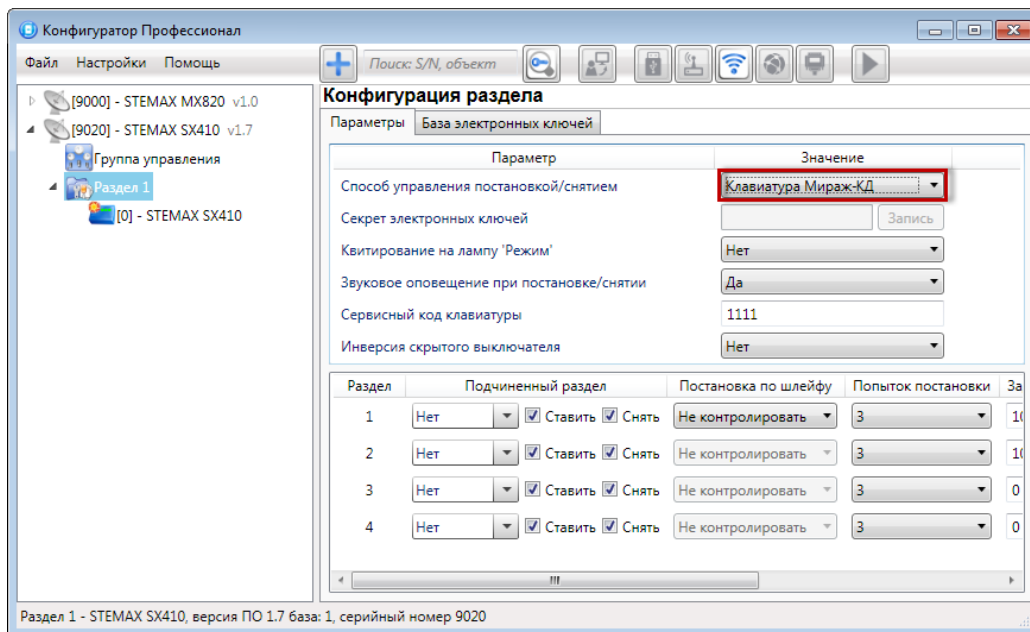 Конфигуратор Профессионал
Файл Настройки Помощь
Поиск: S/N, объект
[9000] - STEMAX MX820 v1.0
[9020] - STEMAX SX410 v1.7
Группа управления
Раздел 1
[0] - STEMAX SX410
Конфигурация раздела
Параметры База электронных ключей
Параметр Значение
Способ управления постановкой/снятием Клавиатура Мираж-КД
Секрет электронных ключей Запись
Квитирование на лампу 'Режим' Нет
Звуковое оповещение при постановке/снятии Да
Сервисный код клавиатуры 1111
Инверсия скрытого выключателя Нет
Раздел Подчиненный раздел Постановка по шлейфу Попыток постановки За
1 Нет Ставить Снять Не контролировать 3 10
2 Нет Ставить Снять Не контролировать 3 10
3 Нет Ставить Снять Не контролировать 3 0
4 Нет Ставить Снять Не контролировать 3 0
Раздел 1 - STEMAX SX410, версия ПО 1.7 база: 1, серийный номер 9020